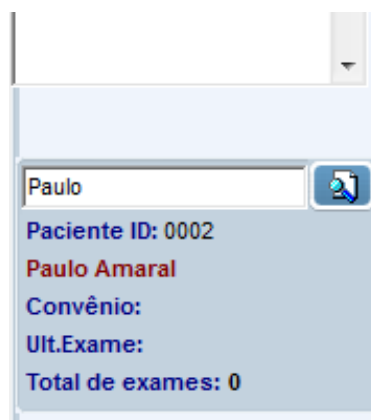 Paulo
Paciente ID: 0002
Paulo Amaral
Convênio:
Ult.Exame:
Total de exames: 0